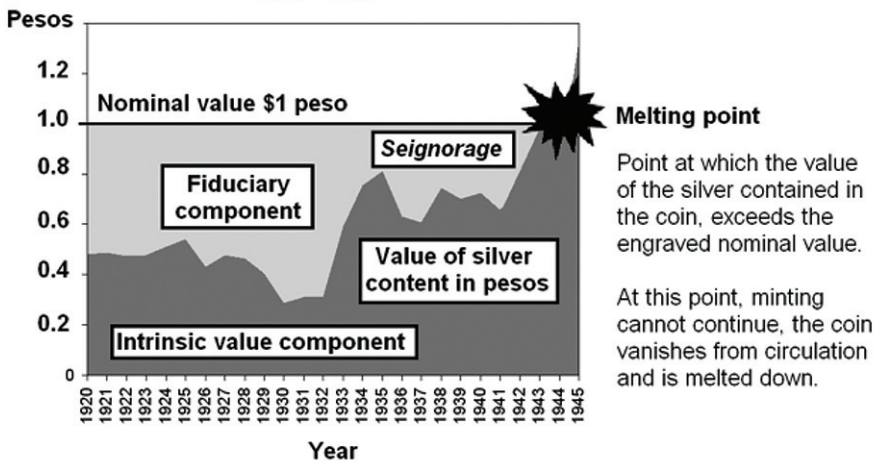 Pesos
1.2
1.0
0.8
0.6
0.4
0.2
0
Nominal value $1 peso
Seignorage
Fiduciary
component
Value of silver
content in pesos
Intrinsic value component
1920
1921
1922
1923
1924
1925
1926
1927
1928
1929
1930
1931
1932
1933
1934
1935
1936
1937
1938
1939
1940
1941
1942
1943
1944
1945
Year
Melting point
Point at which the value
of the silver contained in
the coin, exceeds the
engraved nominal value.
At this point, minting
cannot continue, the coin
vanishes from circulation
and is melted down.